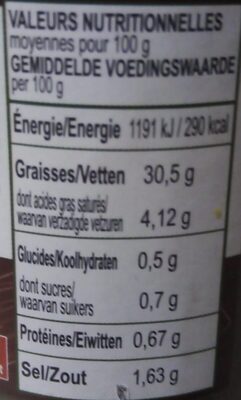 VALEURS NUTRITIONNELLES
moyennes pour 100 g
GEMIDDELDE VOEDINGSWAARDE
per 100 g
Énergie/Energie 1191 kJ / 290 kcal
Graisses/Vetten 30,5 g
dont acides gras saturés/
waarvan verzadigde vetzuren 4,12 g
Glucides/Koolhydraten 0,5 g
dont sucres/
waarvan suikers 0,7 g
Protéines/Eiwitten 0,67 g
Sel/Zout 1,63 g